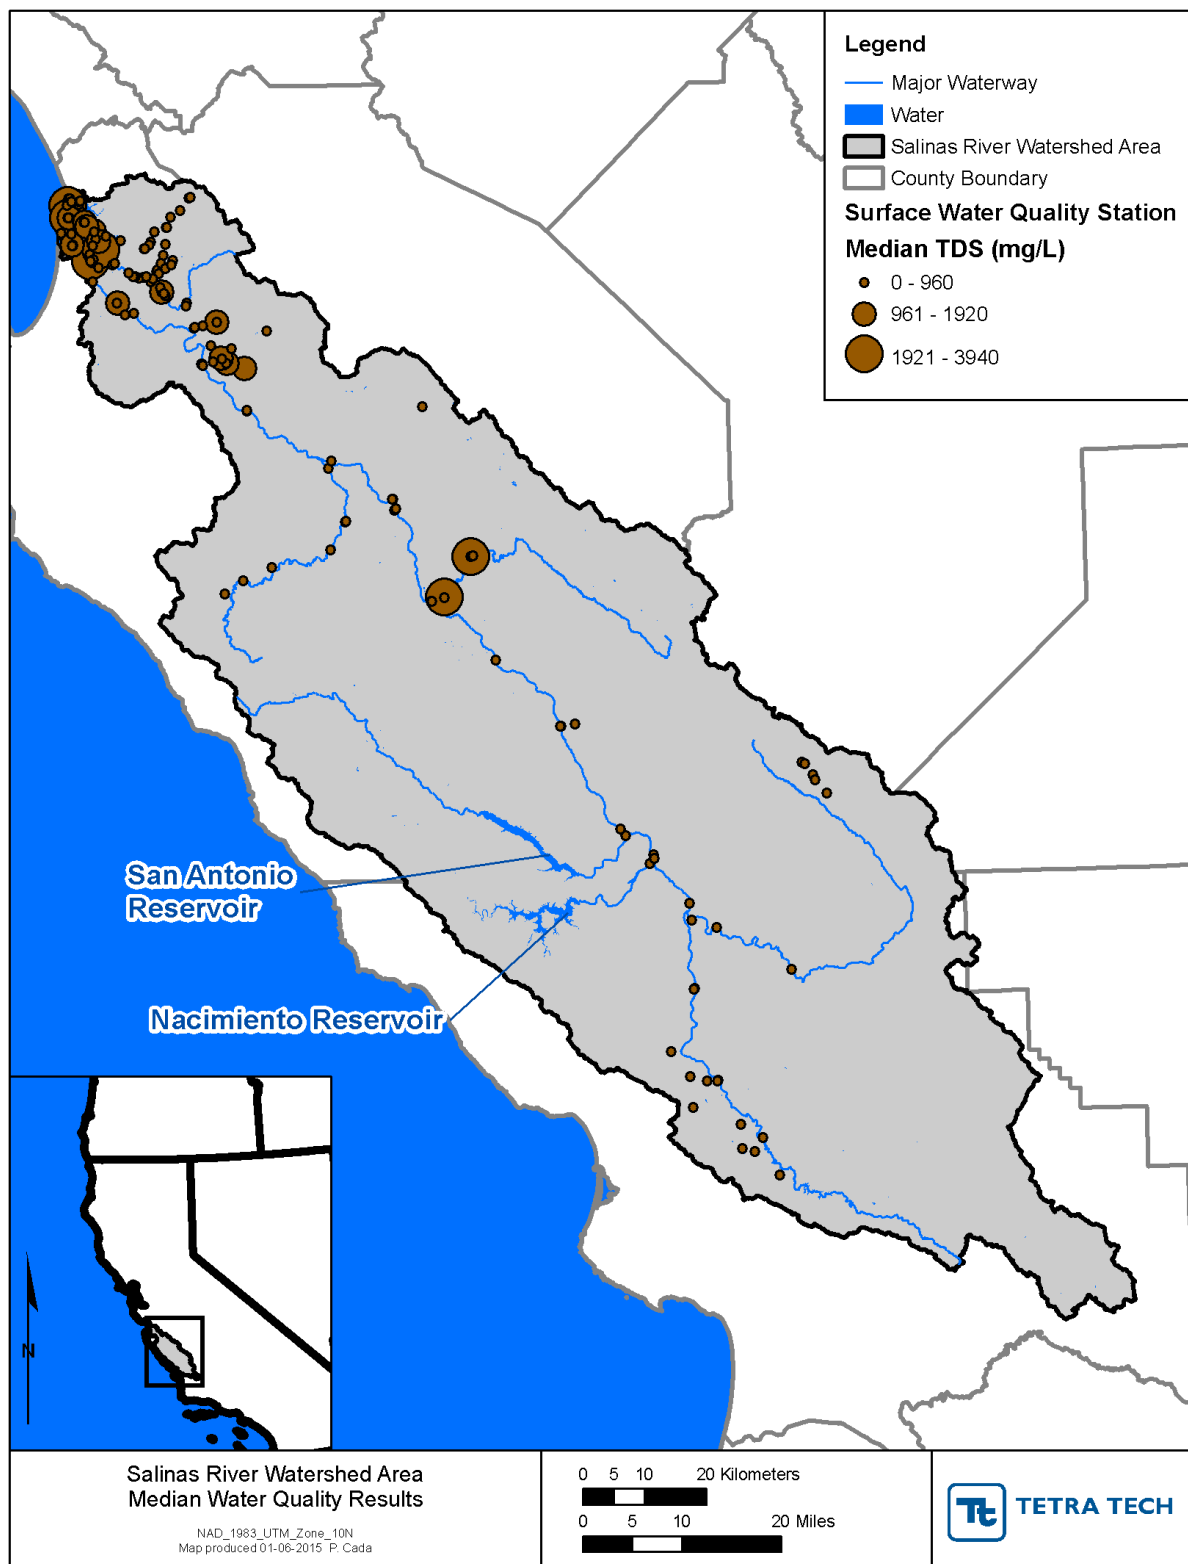 Legend
Major Waterway
Water
Salinas River Watershed Area
County Boundary
Surface Water Quality Station
Median TDS (mg/L)
0 - 960
961 - 1920
1921 - 3940
San Antonio
Reservoir
Nacimiento Reservoir
N
Salinas River Watershed Area
Median Water Quality Results
NAD_1983_UTM_Zone_10N
Map produced 01-06-2015 P. Cada
0 5 10 20 Kilometers
0 5 10 20 Miles
Tt TETRA TECH